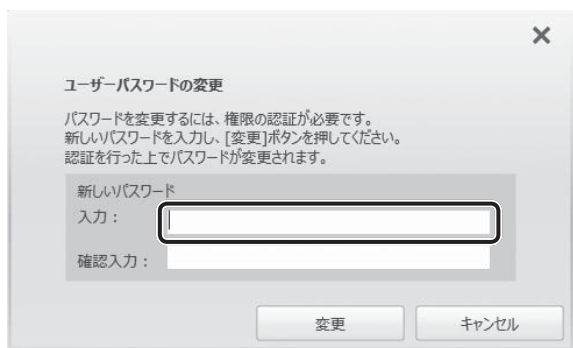 ユーザーパスワードの変更
パスワードを変更するには、権限の認証が必要です。
新しいパスワードを入力し、[変更]ボタンを押してください。
認証を行った上でパスワードが変更されます。
新しいパスワード
入力：
確認入力：
変更
キャンセル